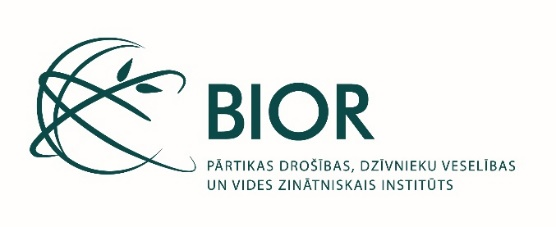 BIOR
PĀRTIKAS DROŠĪBAS, DZĪVNIEKU VESELĪBAS
UN VIDES ZINĀTNISKAIS INSTITŪTS